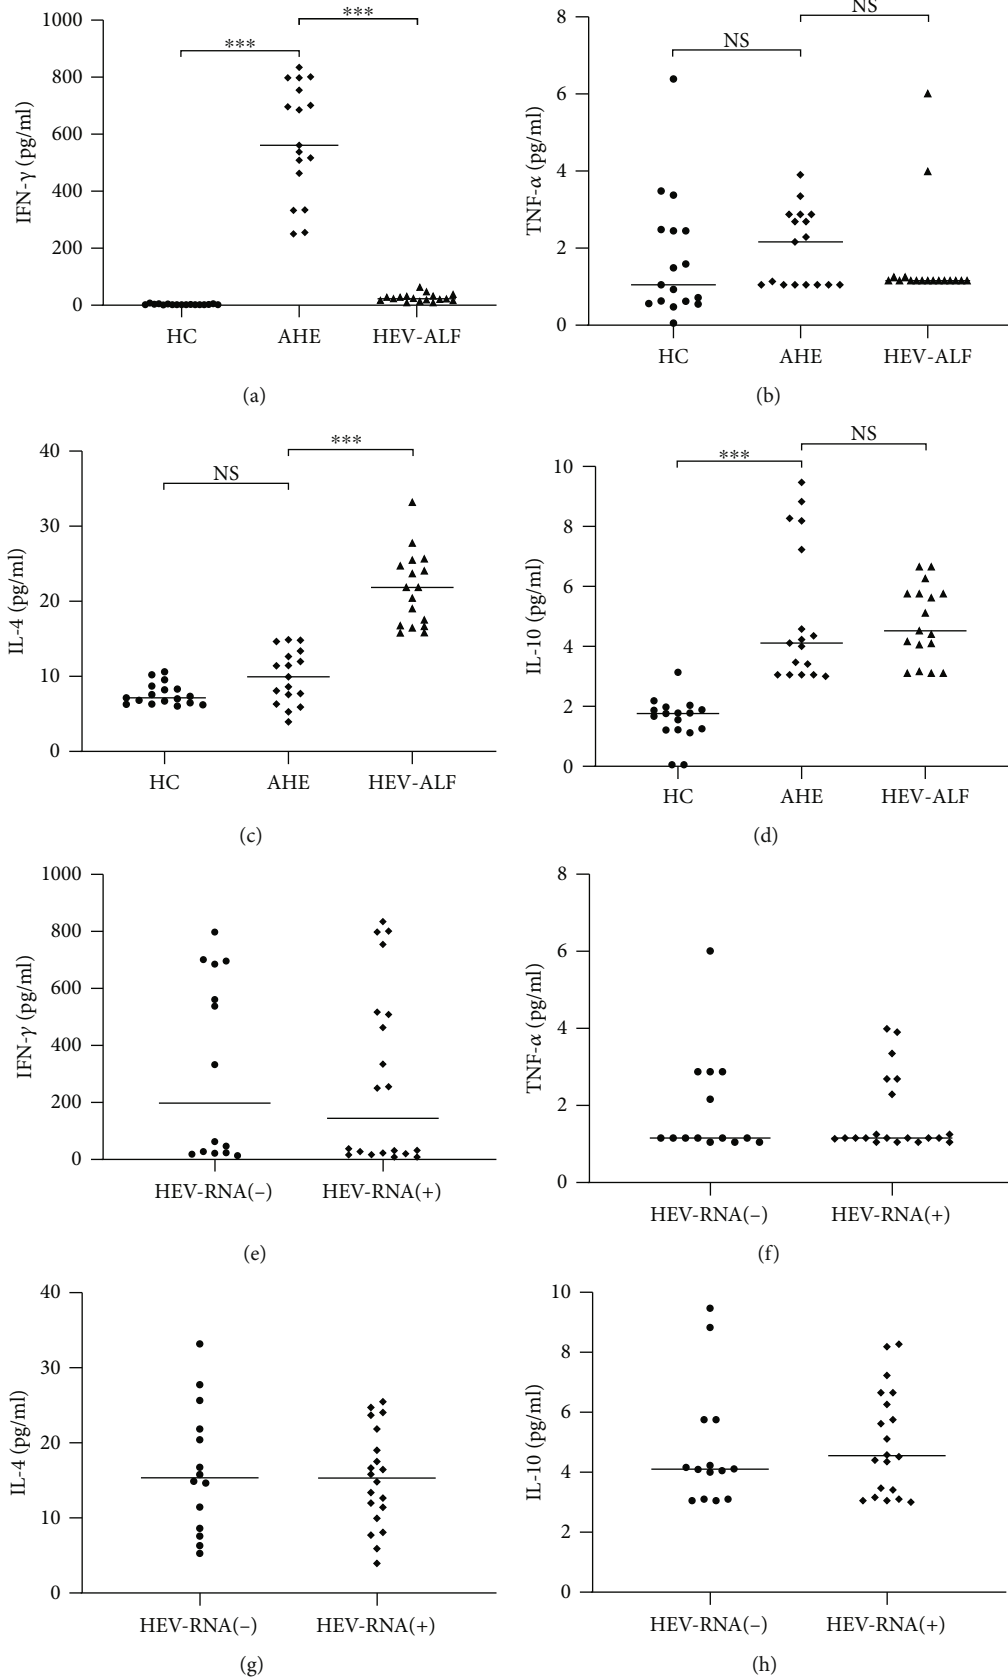 1000
800
600
400
200
0
IFN-γ (pg/ml)
***
***
HC
AHE
HEV-ALF
(a)
8
6
4
2
0
TNF-α (pg/ml)
NS
NS
HC
AHE
HEV-ALF
(b)
40
30
20
10
0
IL-4 (pg/ml)
NS
***
HC
AHE
HEV-ALF
(c)
10
8
6
4
2
0
IL-10 (pg/ml)
***
NS
HC
AHE
HEV-ALF
(d)
1000
800
600
400
200
0
IFN-γ (pg/ml)
HEV-RNA(–)
HEV-RNA(+)
(e)
8
6
4
2
0
TNF-α (pg/ml)
HEV-RNA(–)
HEV-RNA(+)
(f)
40
30
20
10
0
IL-4 (pg/ml)
HEV-RNA(–)
HEV-RNA(+)
(g)
10
8
6
4
2
0
IL-10 (pg/ml)
HEV-RNA(–)
HEV-RNA(+)
(h)